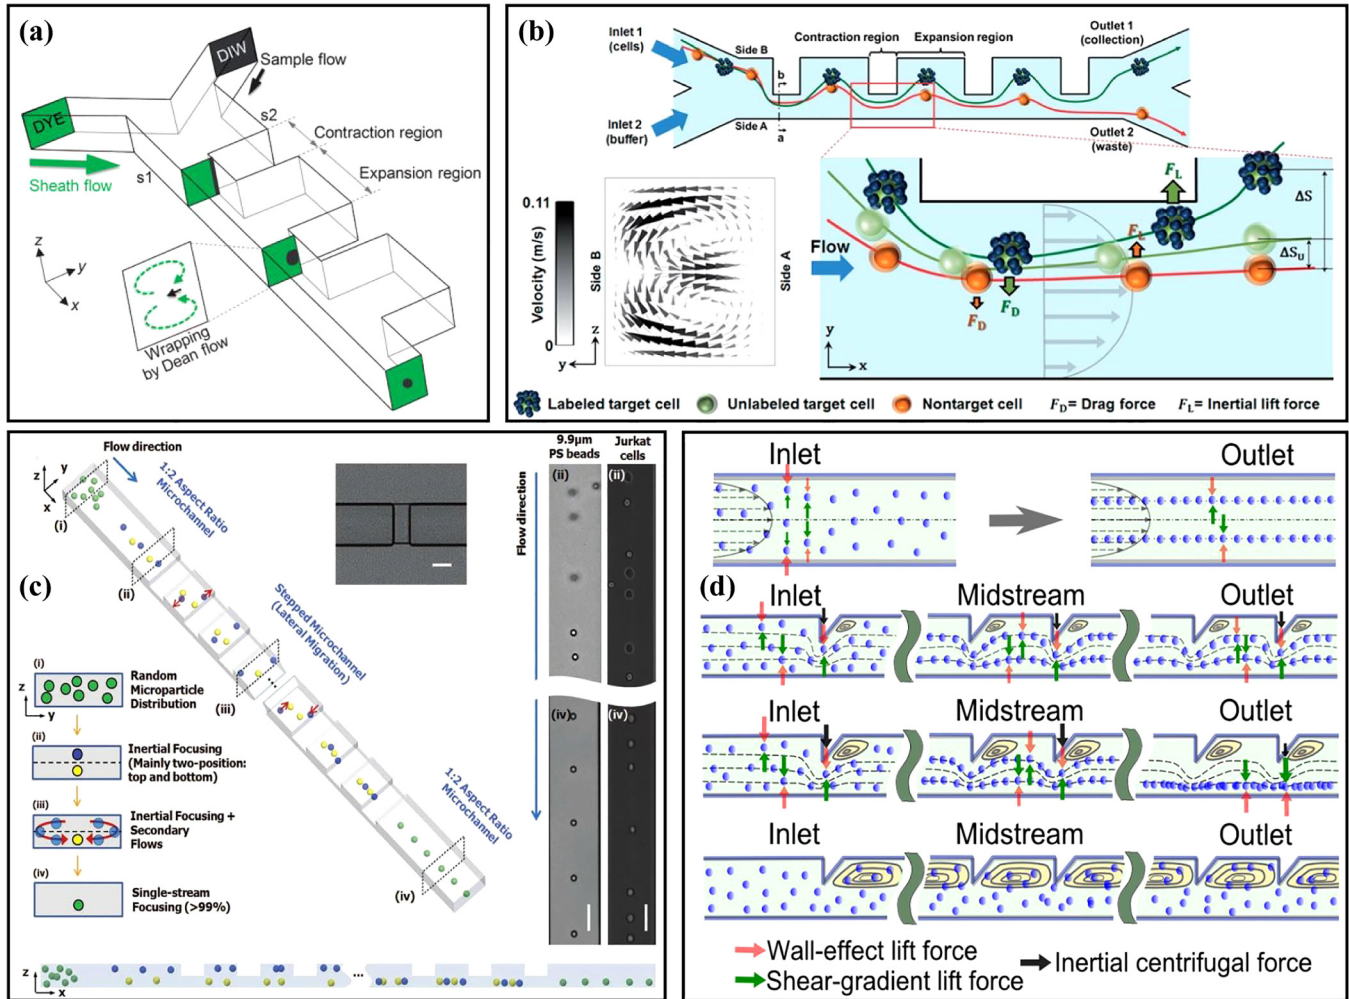 (a)
DIW
Sample flow
DYE
s2
Contraction region
Expansion region
Sheath flow
s1
z
y
x
Wrapping
by Dean flow
(b)
Inlet 1
(cells)
Side B
Contraction region
Expansion region
Outlet 1
(collection)
b
a
Inlet 2
(buffer)
Side A
Outlet 2
(waste)
0.11
Velocity (m/s)
0
Side B
Side A
z
y
Flow
F_L
F_L
F_D
F_D
ΔS
ΔS_U
y
x
Labeled target cell
Unlabeled target cell
Nontarget cell
F_D= Drag force
F_L= Inertial lift force
(c)
Flow direction
z
y
x
(i)
1:2 Aspect Ratio
Microchannel
(ii)
Stepped Microchannel
(Lateral Migration)
(iii)
1:2 Aspect Ratio
Microchannel
(iv)
(i)
Random
Microparticle
Distribution
z
y
(ii)
Inertial Focusing
(Mainly two-position:
top and bottom)
(iii)
Inertial Focusing +
Secondary
Flows
(iv)
Single-stream
Focusing (>99%)
9.9μm
PS beads
Jurkat
cells
Flow direction
(ii)
(ii)
(iv)
(iv)
z
x
...
(d)
Inlet
Outlet
Inlet
Midstream
Outlet
Inlet
Midstream
Outlet
Inlet
Midstream
Outlet
Wall-effect lift force
Shear-gradient lift force
Inertial centrifugal force